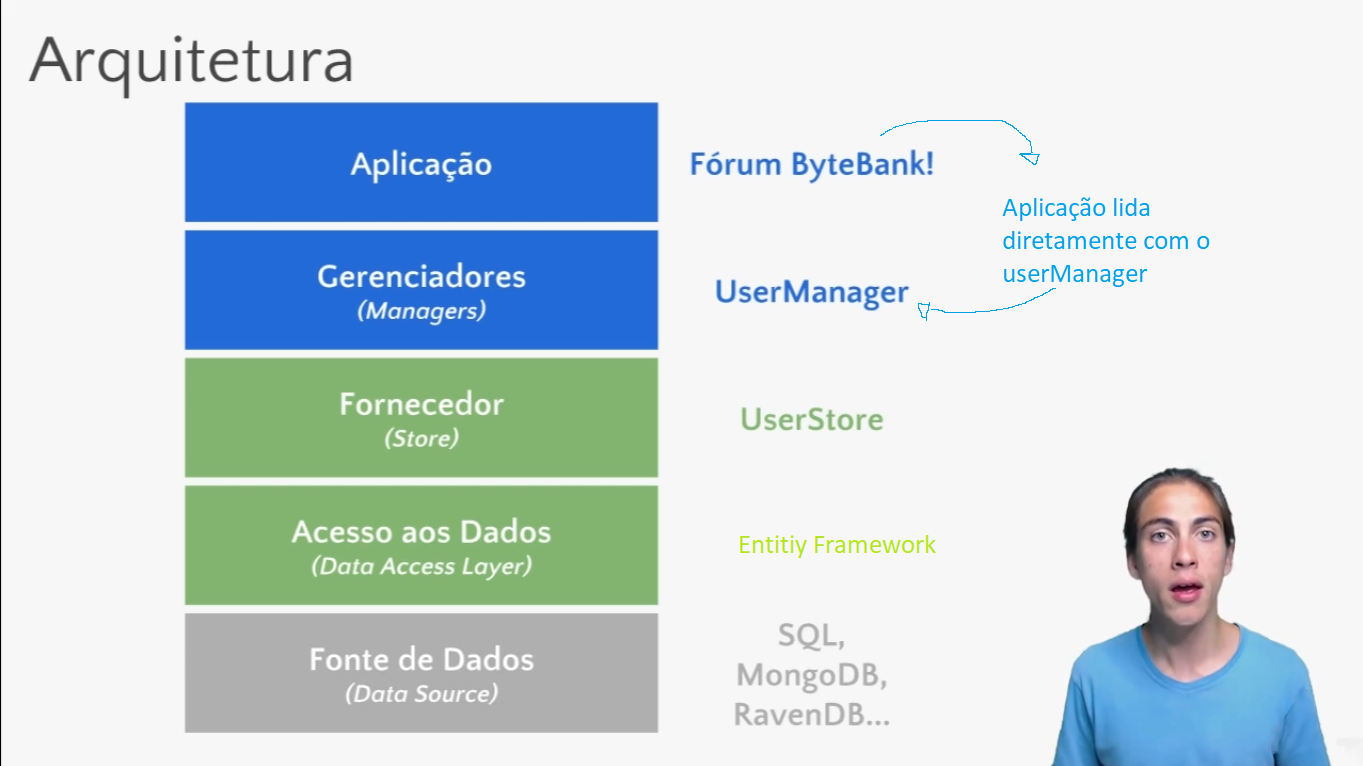 Arquitetura
Aplicação
Fórum ByteBank!
Aplicação lida
diretamente com o
userManager
Gerenciadores
(Managers)
UserManager
Fornecedor
(Store)
UserStore
Acesso aos Dados
(Data Access Layer)
Entitiy Framework
Fonte de Dados
(Data Source)
SQL,
MongoDB,
RavenDB...